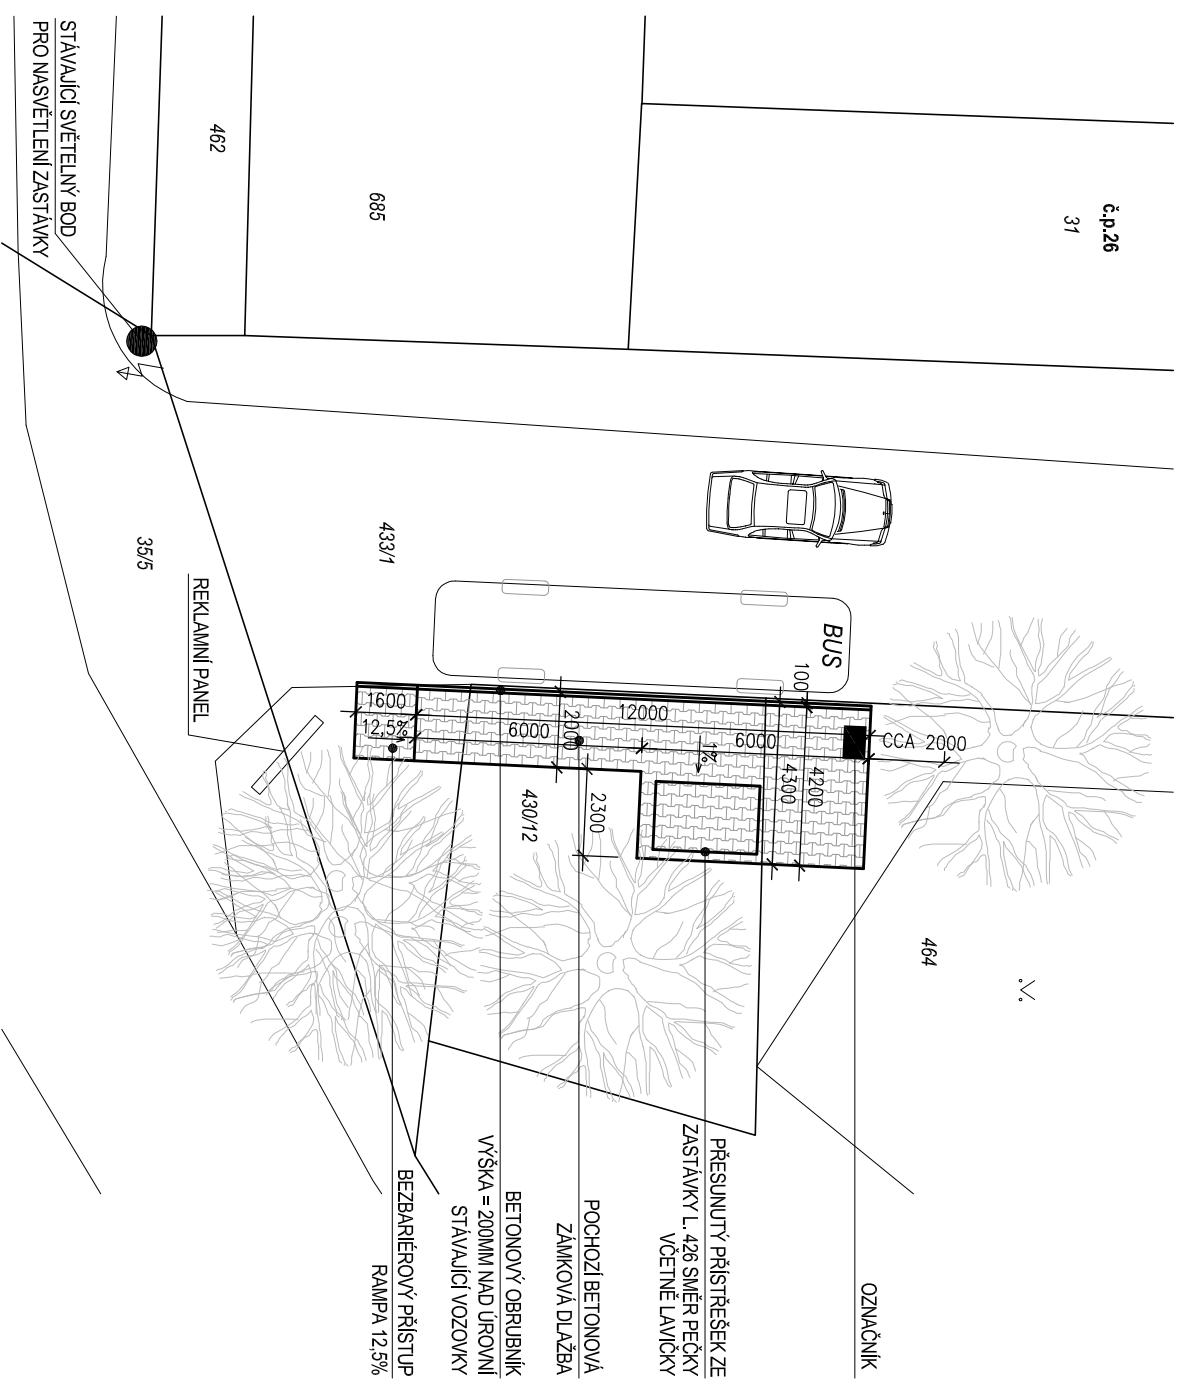 č.p.26
31
685
462
STÁVAJÍCÍ SVĚTELNÝ BOD
PRO NASVĚTLENÍ ZASTÁVKY
433/1
35/5
REKLAMNÍ PANEL
BUS
100
12000
1600
12,5%
6000
2000
6000
1%
4200
4300
2300
CCA 2000
430/12
464
OZNAČNÍK
PŘESUNUTÝ PŘÍSTŘEŠEK ZE
ZASTÁVKY L. 426 SMĚR PEČKY
VČETNĚ LAVIČKY
POCHOZÍ BETONOVÁ
ZÁMKOVÁ DLAŽBA
BETONOVÝ OBRUBNÍK
VÝŠKA = 200MM NAD ÚROVNÍ
STÁVAJÍCÍ VOZOVKY
BEZBARIÉROVÝ PŘÍSTUP
RAMPA 12,5%